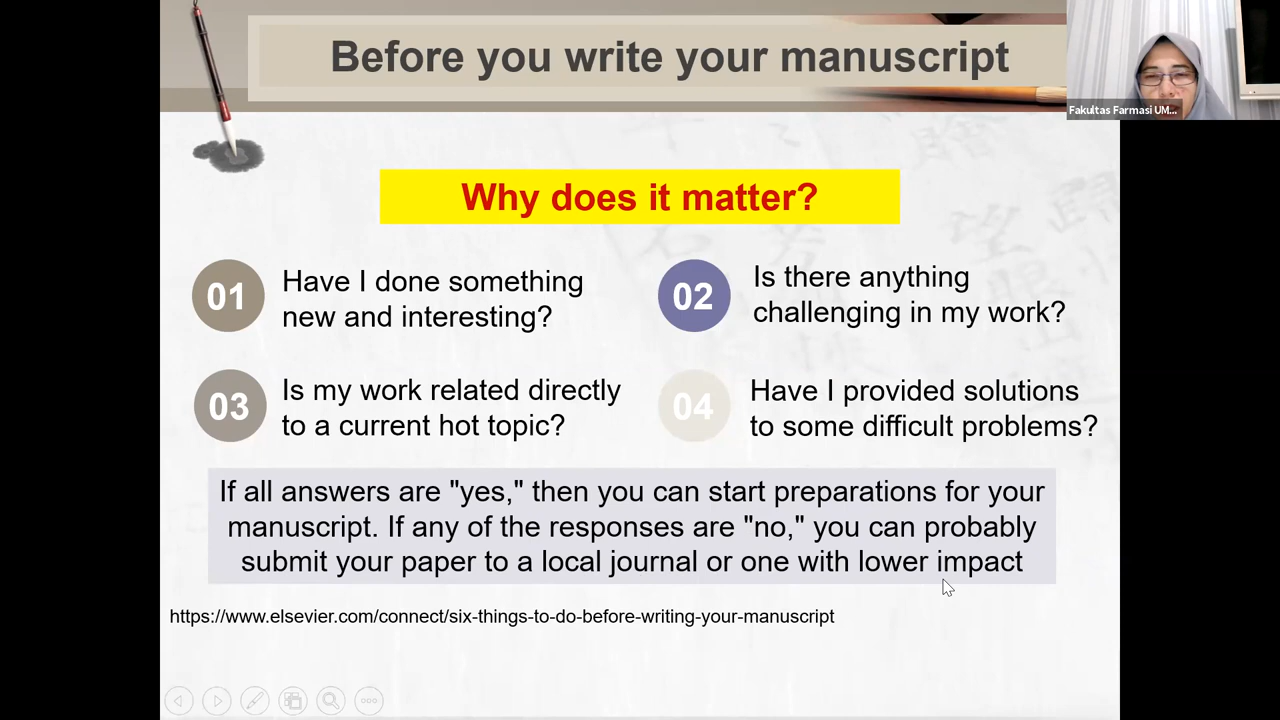 Before you write your manuscript
Fakultas Farmasi UM...
Why does it matter?
01
Have I done something
new and interesting?
02
Is there anything
challenging in my work?
03
Is my work related directly
to a current hot topic?
04
Have I provided solutions
to some difficult problems?
If all answers are "yes," then you can start preparations for your
manuscript. If any of the responses are "no," you can probably
submit your paper to a local journal or one with lower impact
https://www.elsevier.com/connect/six-things-to-do-before-writing-your-manuscript